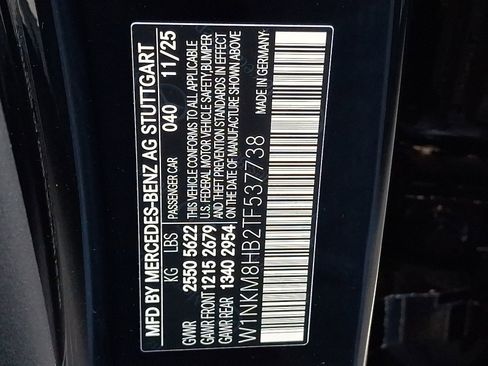 MFD BY MERCEDES-BENZ AG STUTTGART
PASSENGER CAR 040 11/25
KG LBS
GVWR 2550 5622
GAWR FRONT 1215 2679
GAWR REAR 1340 2954
THIS VEHICLE CONFORMS TO ALL APPLICABLE
U.S. FEDERAL MOTOR VEHICLE SAFETY, BUMPER
AND THEFT PREVENTION STANDARDS IN EFFECT
ON THE DATE OF MANUFACTURE SHOWN ABOVE
MADE IN GERMANY
W1NKM8HB2TF537738